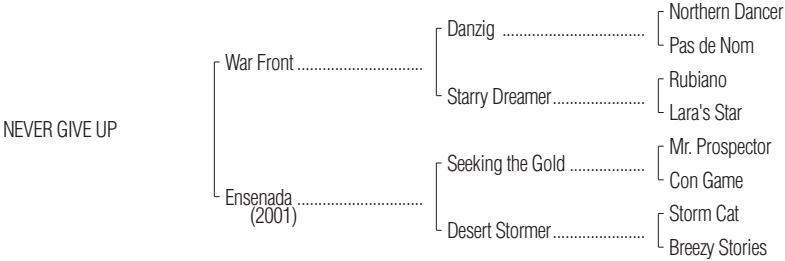 NEVER GIVE UP
War Front ..............................
Ensenada ..............................
(2001)
Danzig ..................................
Starry Dreamer......................
Seeking the Gold ..................
Desert Stormer......................
Northern Dancer
Pas de Nom
Rubiano
Lara's Star
Mr. Prospector
Con Game
Storm Cat
Breezy Stories